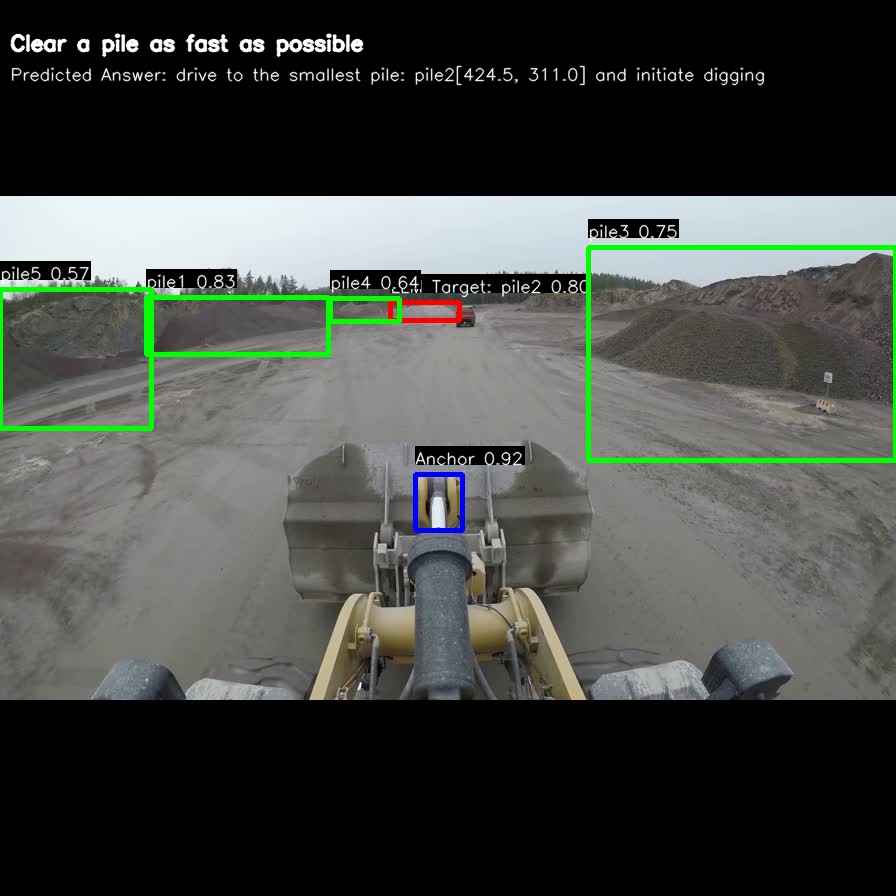 Clear a pile as fast as possible
Predicted Answer: drive to the smallest pile: pile2[424.5, 311.0] and initiate digging
pile3 0.75
pile5 0.57
pile1 0.83
pile4 0.64
Target: pile2 0.80
Anchor 0.92